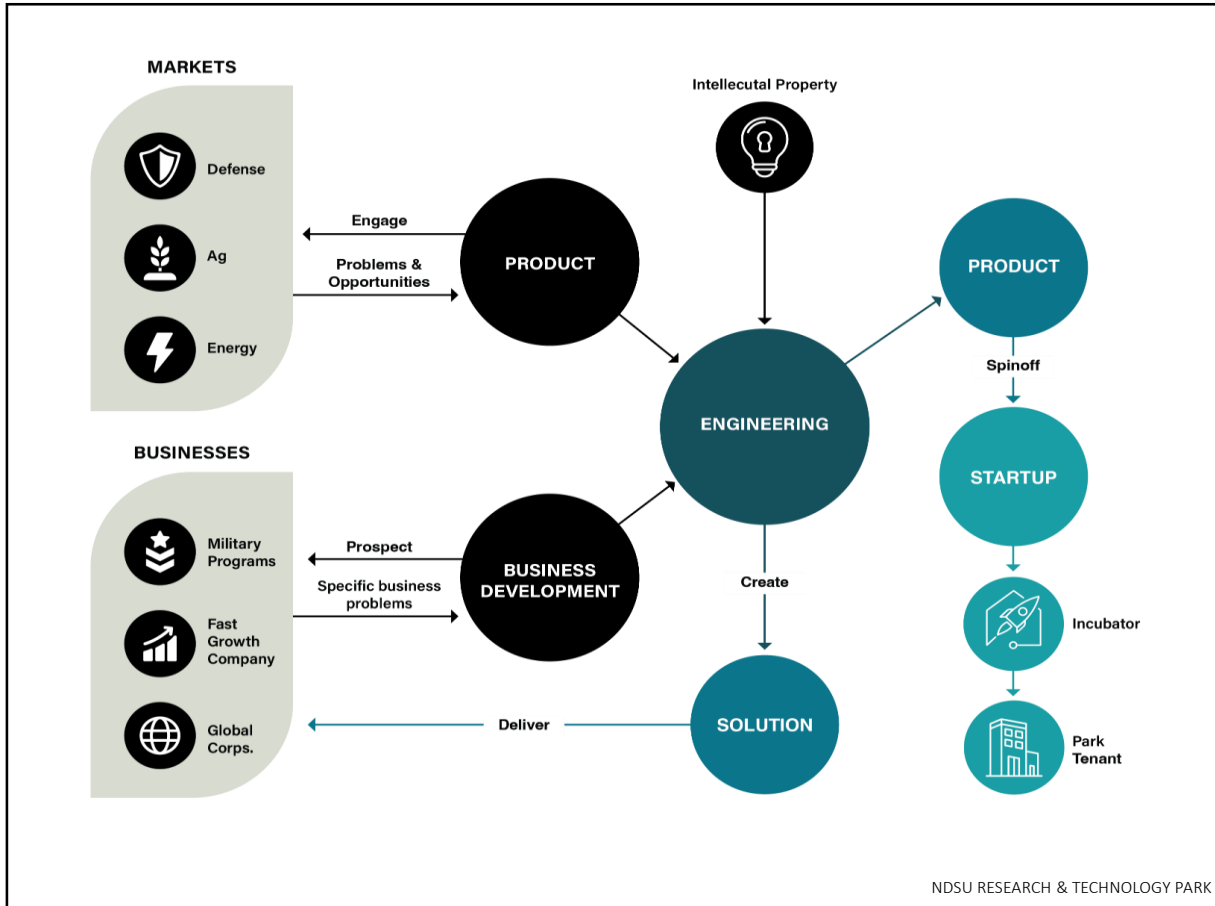 MARKETS
Defense
Ag
Energy
Engage
Problems &
Opportunities
PRODUCT
Intellecutal Property
PRODUCT
Spinoff
ENGINEERING
STARTUP
BUSINESSES
Military
Programs
Fast
Growth
Company
Global
Corps.
Prospect
Specific business
problems
BUSINESS
DEVELOPMENT
Create
Incubator
Deliver
SOLUTION
Park
Tenant
NDSU RESEARCH & TECHNOLOGY PARK